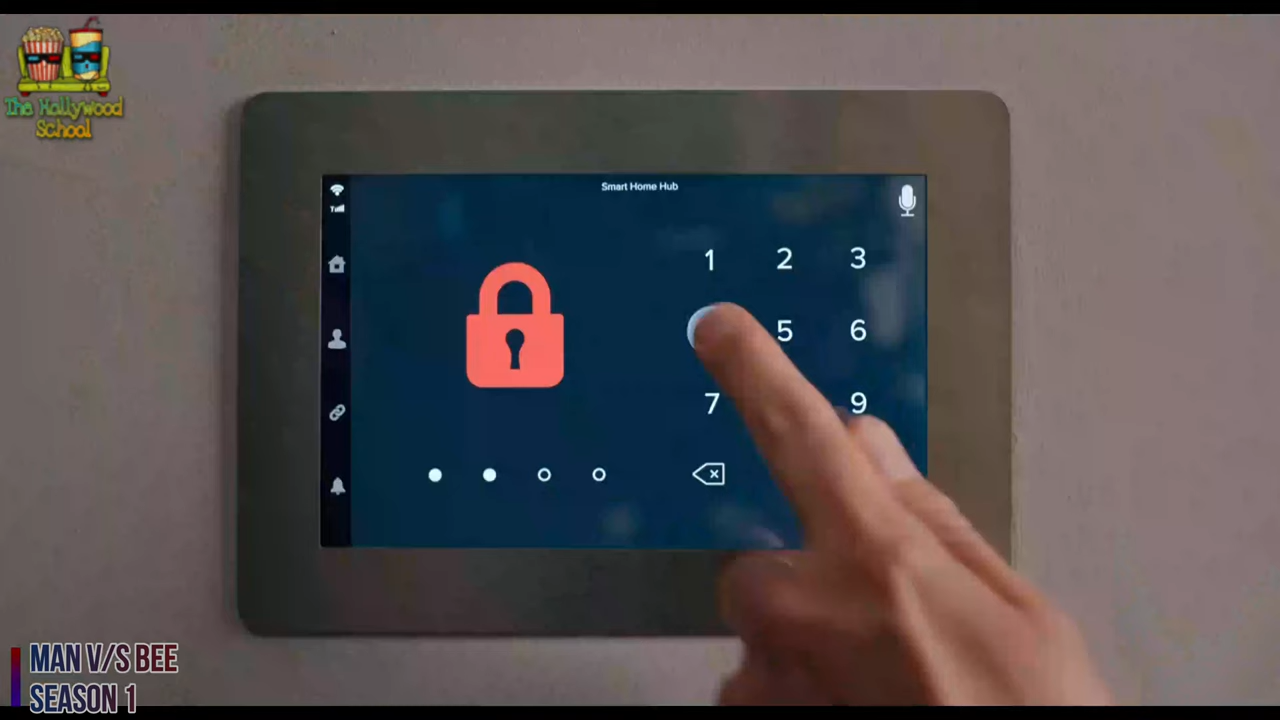 The Hollywood
School
Smart Home Hub
1 2 3
5 6
7 9
MAN V/S BEE
SEASON 1